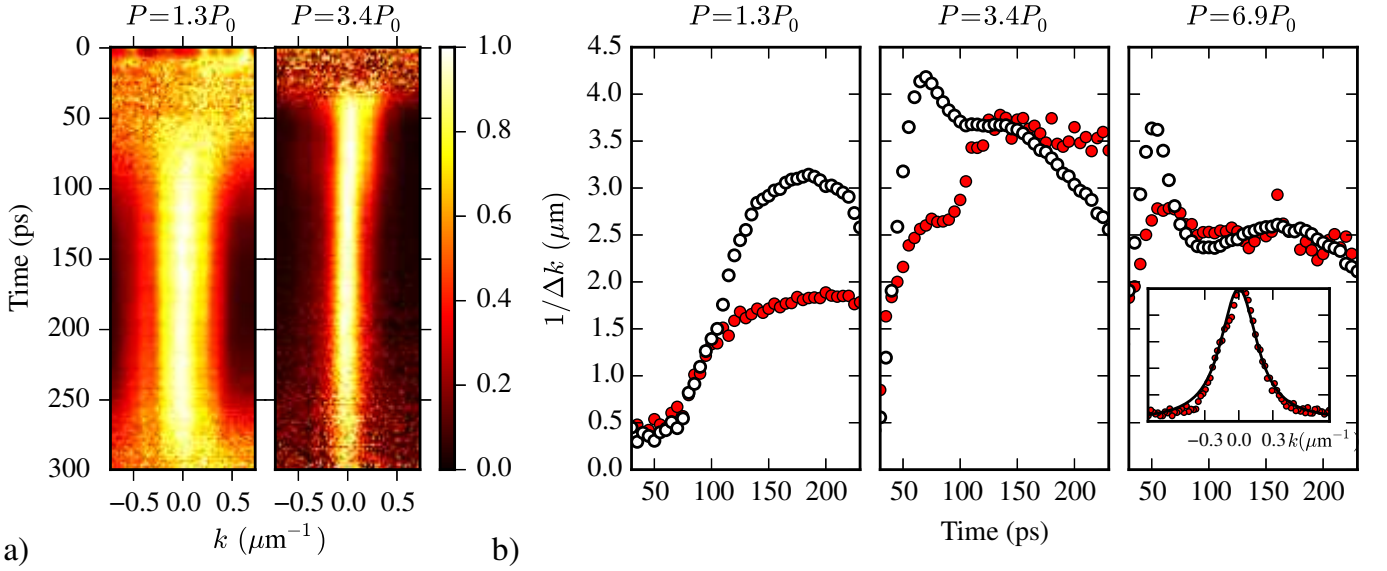 P=1.3P₀ P=3.4P₀ P=1.3P₀ P=3.4P₀ P=6.9P₀
0
50
100
150
200
250
300
Time (ps)
−0.5 0.0 0.5 −0.5 0.0 0.5
k (μm⁻¹)
1.0
0.8
0.6
0.4
0.2
0.0
a)
4.5
4.0
3.5
3.0
2.5
2.0
1.5
1.0
0.5
0.0
1/Δk (μm)
50 100 150 200 50 100 150 200 50 100 150 200
Time (ps)
−0.3 0.0 0.3 k(μm⁻¹)
b)